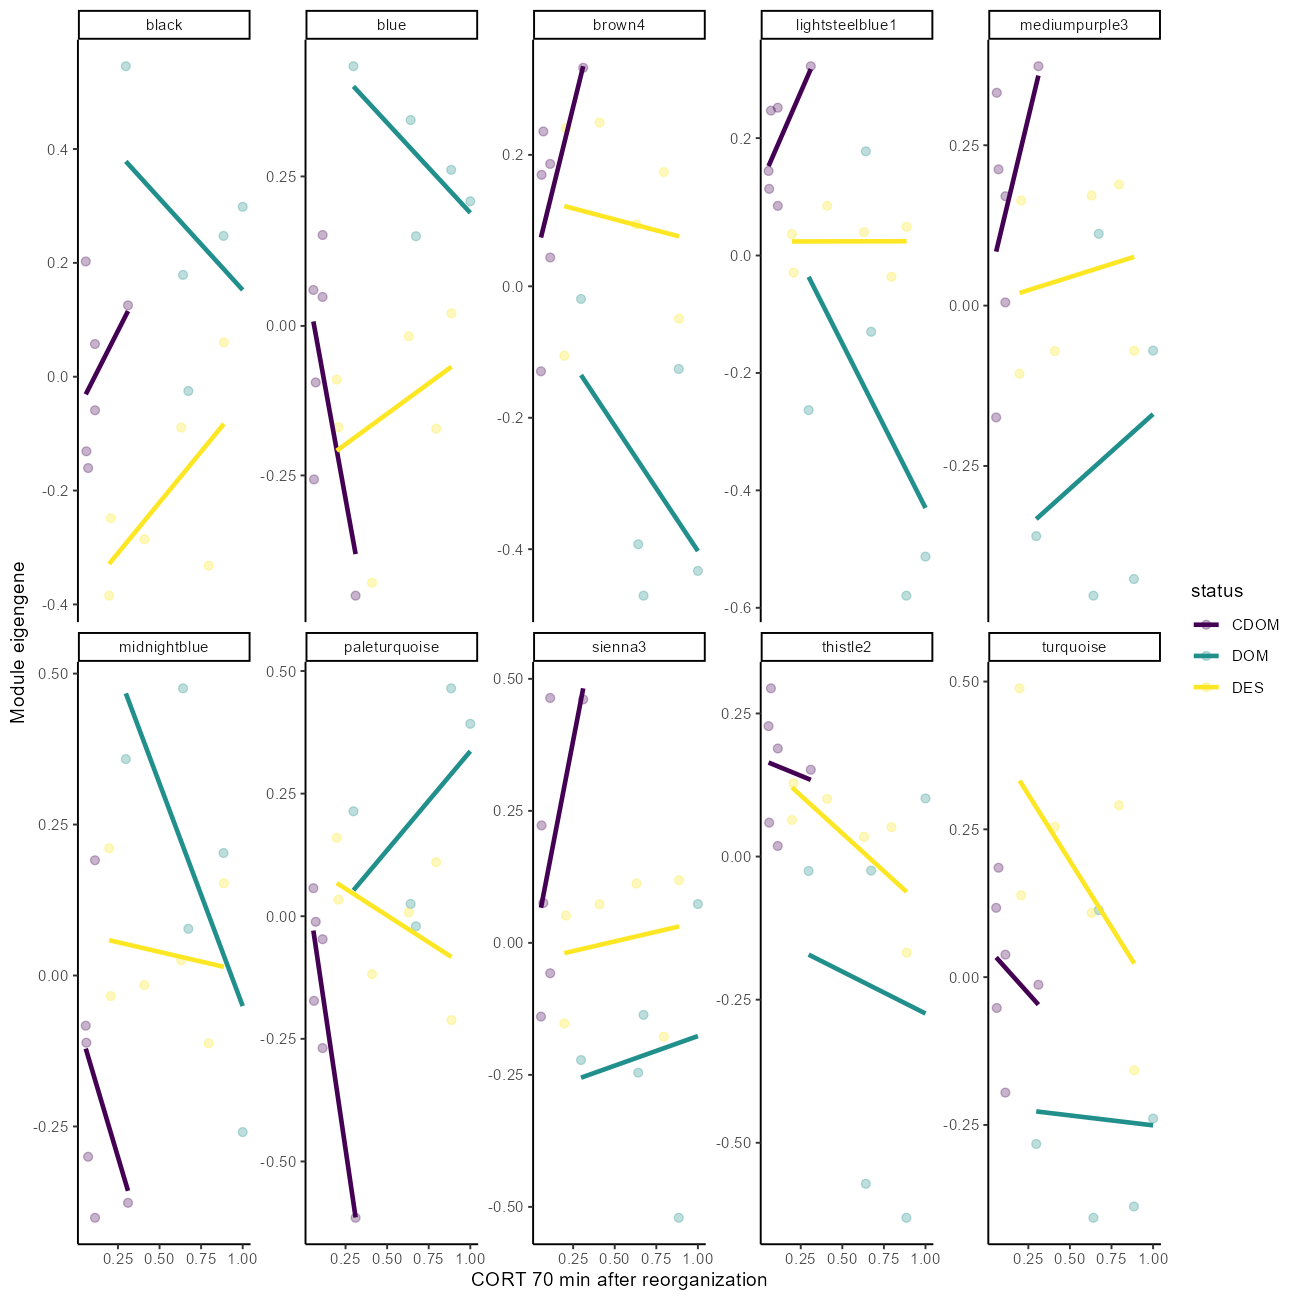 black
blue
brown4
lightsteelblue1
mediumpurple3
0.4
0.2
0.0
-0.2
-0.4
0.25
0.00
-0.25
0.2
0.0
-0.2
-0.4
0.2
0.0
-0.2
-0.4
-0.6
0.25
0.00
-0.25
midnightblue
paleturquoise
sienna3
thistle2
turquoise
0.50
0.25
0.00
-0.25
0.50
0.25
0.00
-0.25
-0.50
0.50
0.25
0.00
-0.25
-0.50
0.25
0.00
-0.25
-0.50
0.50
0.25
0.00
-0.25
0.25 0.50 0.75 1.00
0.25 0.50 0.75 1.00
0.25 0.50 0.75 1.00
0.25 0.50 0.75 1.00
0.25 0.50 0.75 1.00
CORT 70 min after reorganization
Module eigengene
status
CDOM
DOM
DES